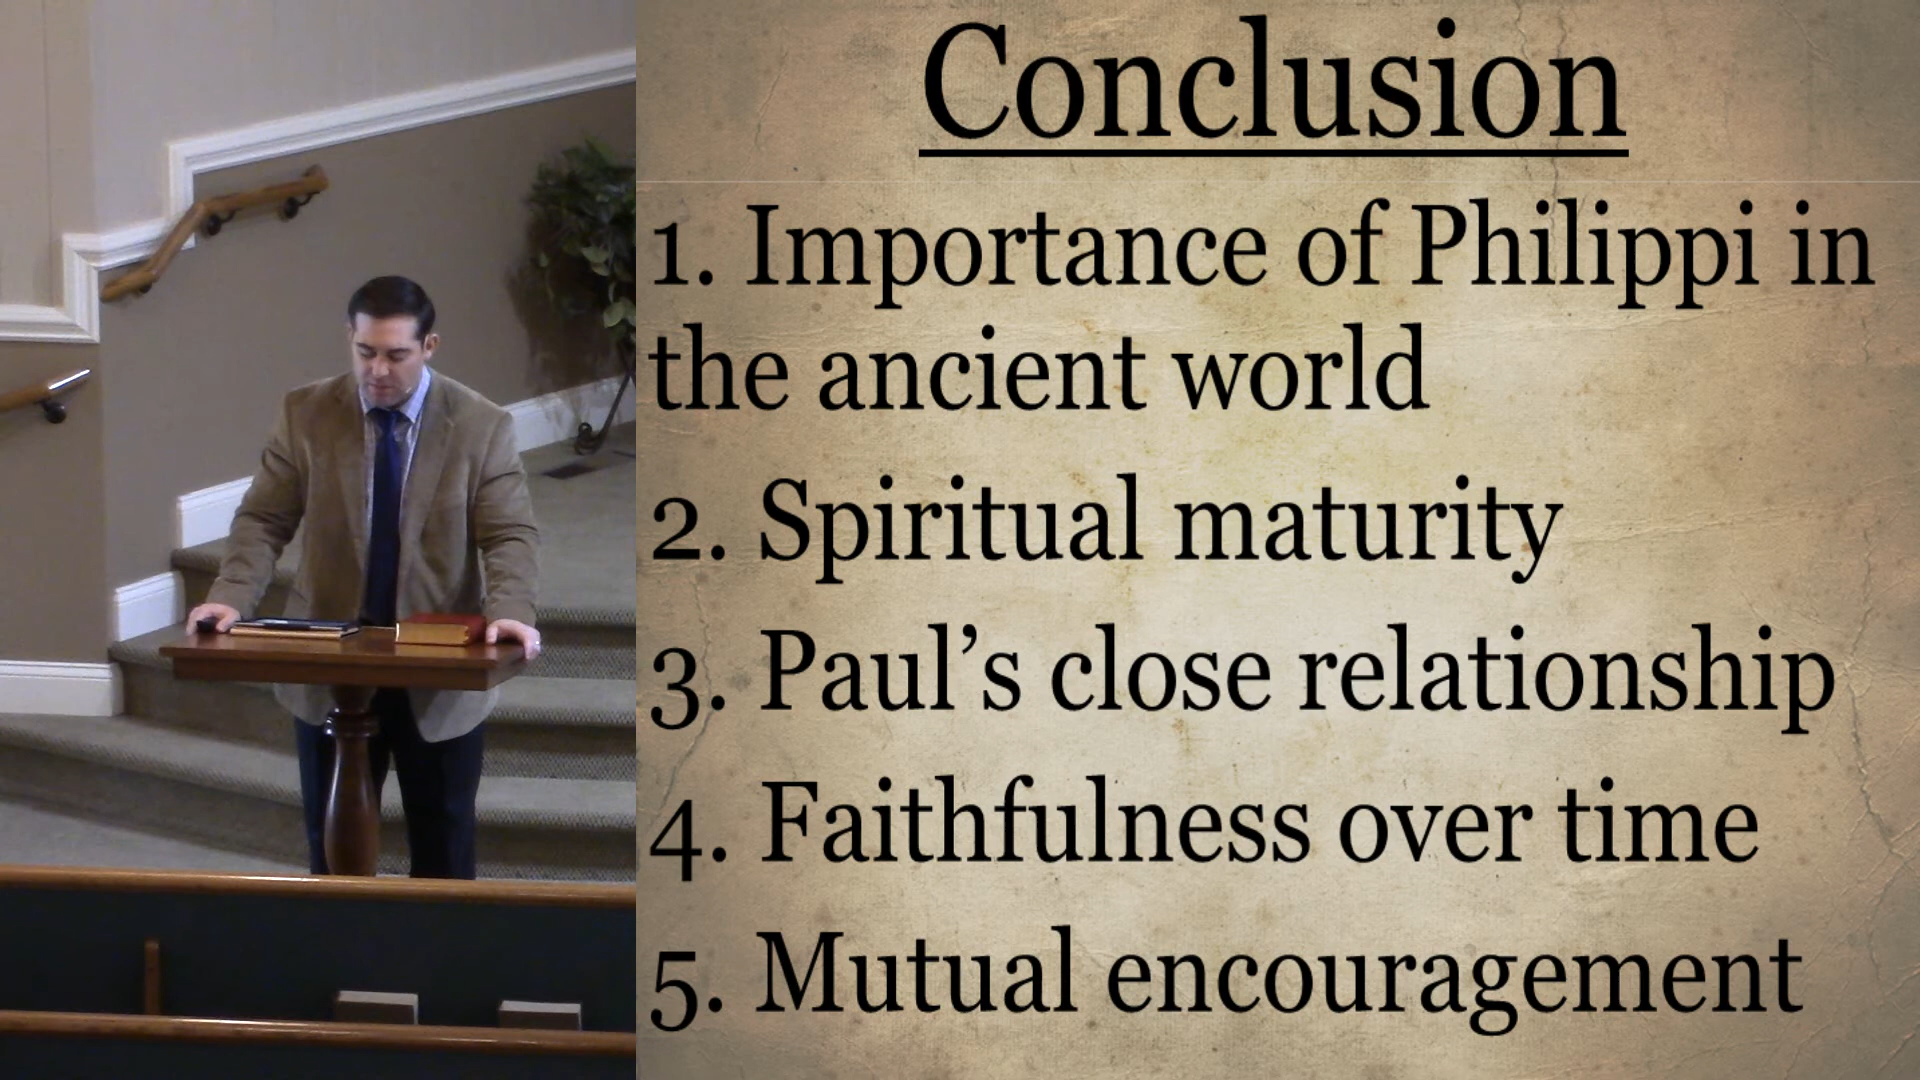 Conclusion
1. Importance of Philippi in
the ancient world
2. Spiritual maturity
3. Paul’s close relationship
4. Faithfulness over time
5. Mutual encouragement